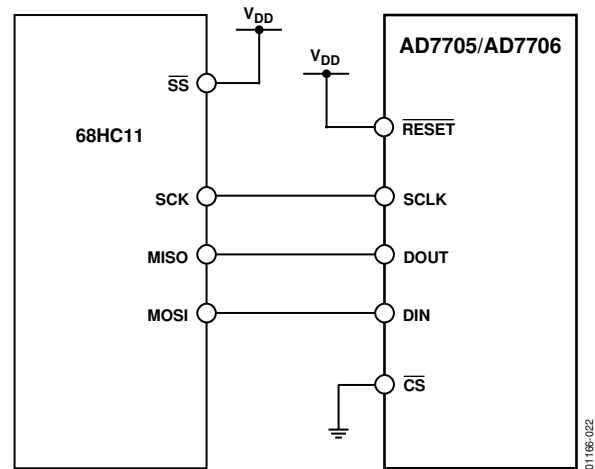 V_DD
AD7705/AD7706
V_DD
SS
RESET
68HC11
SCK
SCLK
MISO
DOUT
MOSI
DIN
CS
01166-022